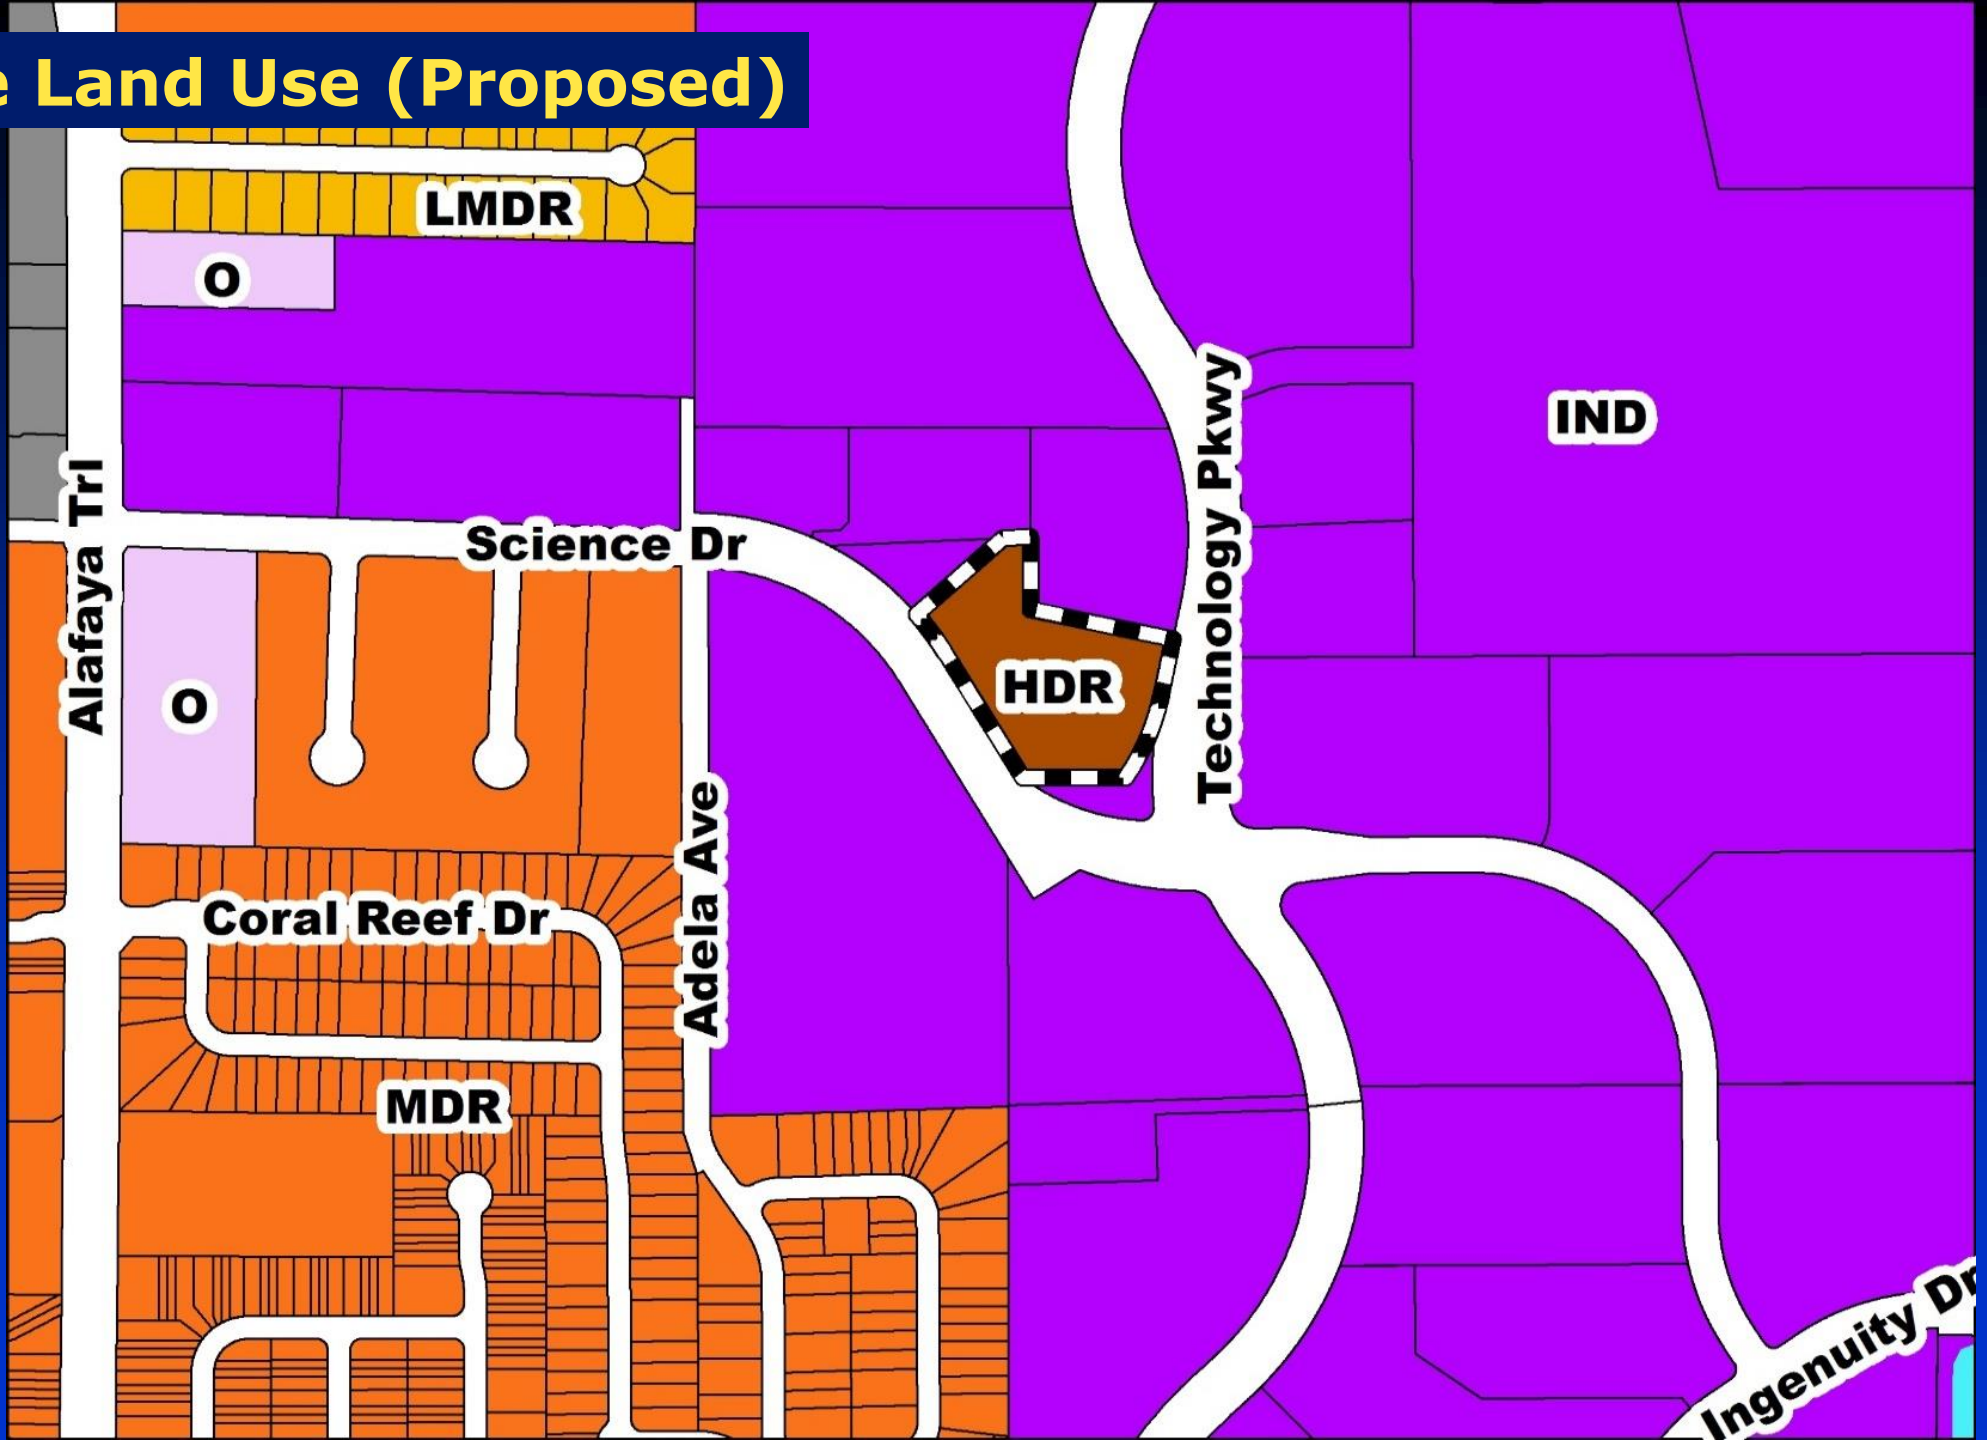 e Land Use (Proposed)
LMDR
O
IND
Technology Pkwy
Alafaya Trl
Science Dr
HDR
O
Adela Ave
Coral Reef Dr
MDR
Ingenuity Dr